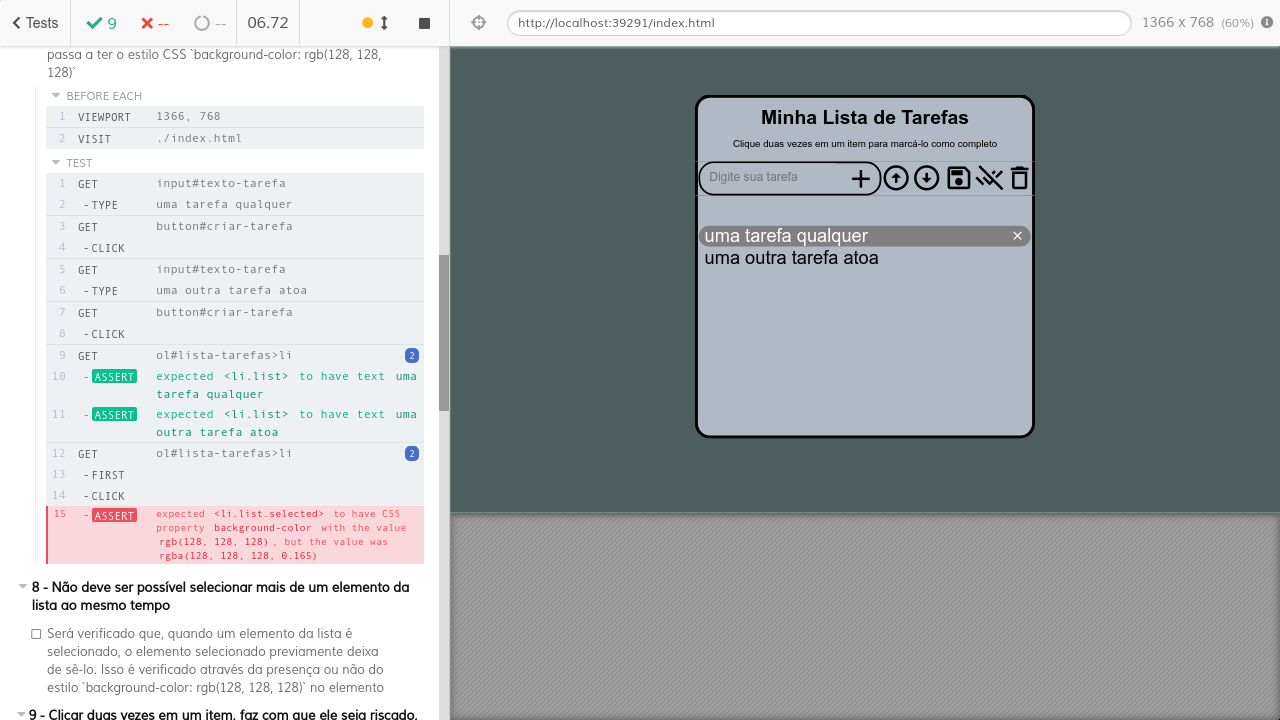 Tests
9
--
--
06.72
http://localhost:39291/index.html
1366 x 768 (60%)
passa a ter o estilo CSS `background-color: rgb(128, 128,
128)`
BEFORE EACH
1 VIEWPORT 1366, 768
2 VISIT ./index.html
TEST
1 GET input#texto-tarefa
2 -TYPE uma tarefa qualquer
3 GET button#criar-tarefa
4 -CLICK
5 GET input#texto-tarefa
6 -TYPE uma outra tarefa atoa
7 GET button#criar-tarefa
8 -CLICK
9 GET ol#lista-tarefas>li 2
10 -ASSERT expected <li.list> to have text uma
tarefa qualquer
11 -ASSERT expected <li.list> to have text uma
outra tarefa atoa
12 GET ol#lista-tarefas>li 2
13 -FIRST
14 -CLICK
15 -ASSERT expected <li.list.selected> to have CSS
property background-color with the value
rgb(128, 128, 128), but the value was
rgba(128, 128, 128, 0.165)
8 - Não deve ser possível selecionar mais de um elemento da
lista ao mesmo tempo
Será verificado que, quando um elemento da lista é
selecionado, o elemento selecionado previamente deixa
de sê-lo. Isso é verificado através da presença ou não do
estilo `background-color: rgb(128, 128, 128)` no elemento
9 - Clicar duas vezes em um item, faz com que ele seja riscado,
Minha Lista de Tarefas
Clique duas vezes em um item para marcá-lo como completo
Digite sua tarefa
uma tarefa qualquer ×
uma outra tarefa atoa